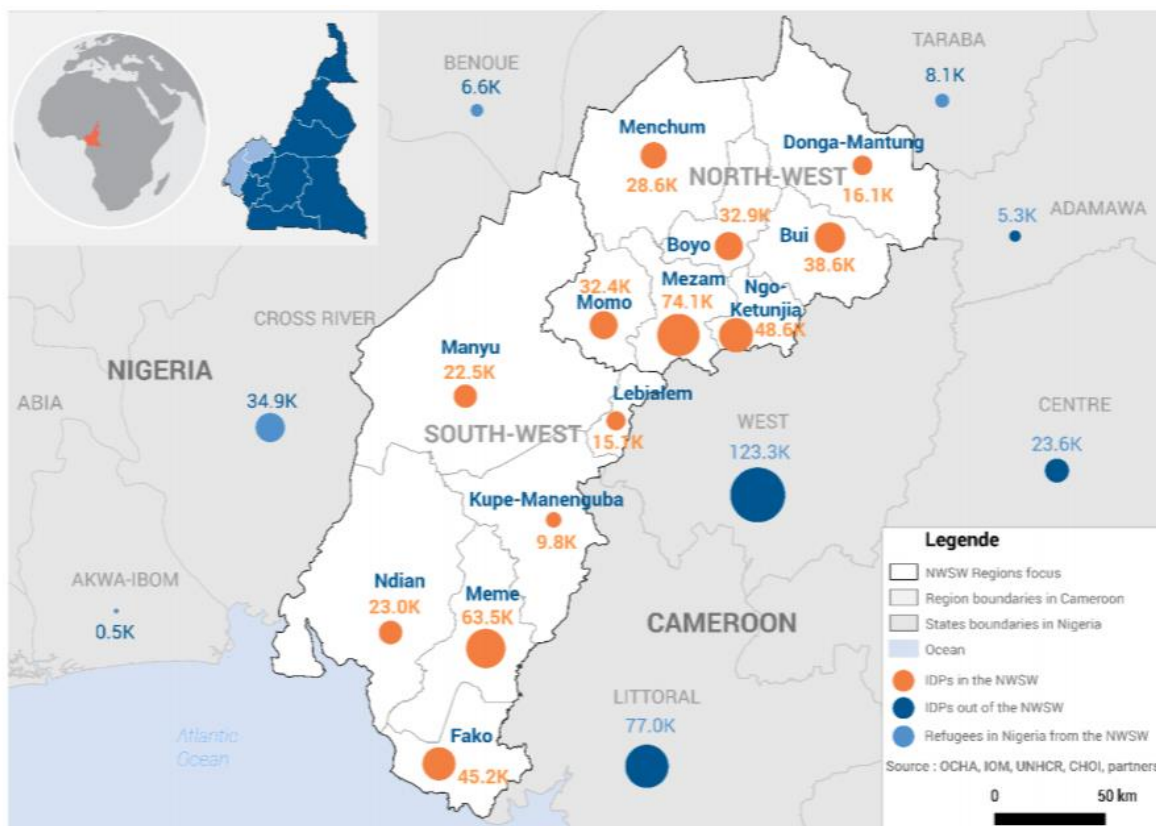 BENOUE
6.6K
TARABA
8.1K
Menchum
28.6K
Donga-Mantung
16.1K
NORTH-WEST
32.9K
Boyo
Bui
38.6K
5.3K
ADAMAWA
32.4K
Momo
Mezam
74.1K
Ngo-
Ketunjia
48.6K
CROSS RIVER
NIGERIA
Manyu
22.5K
ABIA
34.9K
Lebialem
15.1K
SOUTH-WEST
WEST
123.3K
CENTRE
23.6K
Kupe-Manenguba
9.8K
AKWA-IBOM
0.5K
Ndian
23.0K
Meme
63.5K
CAMEROON
LITTORAL
77.0K
Atlantic
Ocean
Fako
45.2K
Legende
NWSW Regions focus
Region boundaries in Cameroon
States boundaries in Nigeria
Ocean
IDPs in the NWSW
IDPs out of the NWSW
Refugees in Nigeria from the NWSW
Source : OCHA, IOM, UNHCR, CHOI, partners
0 50 km